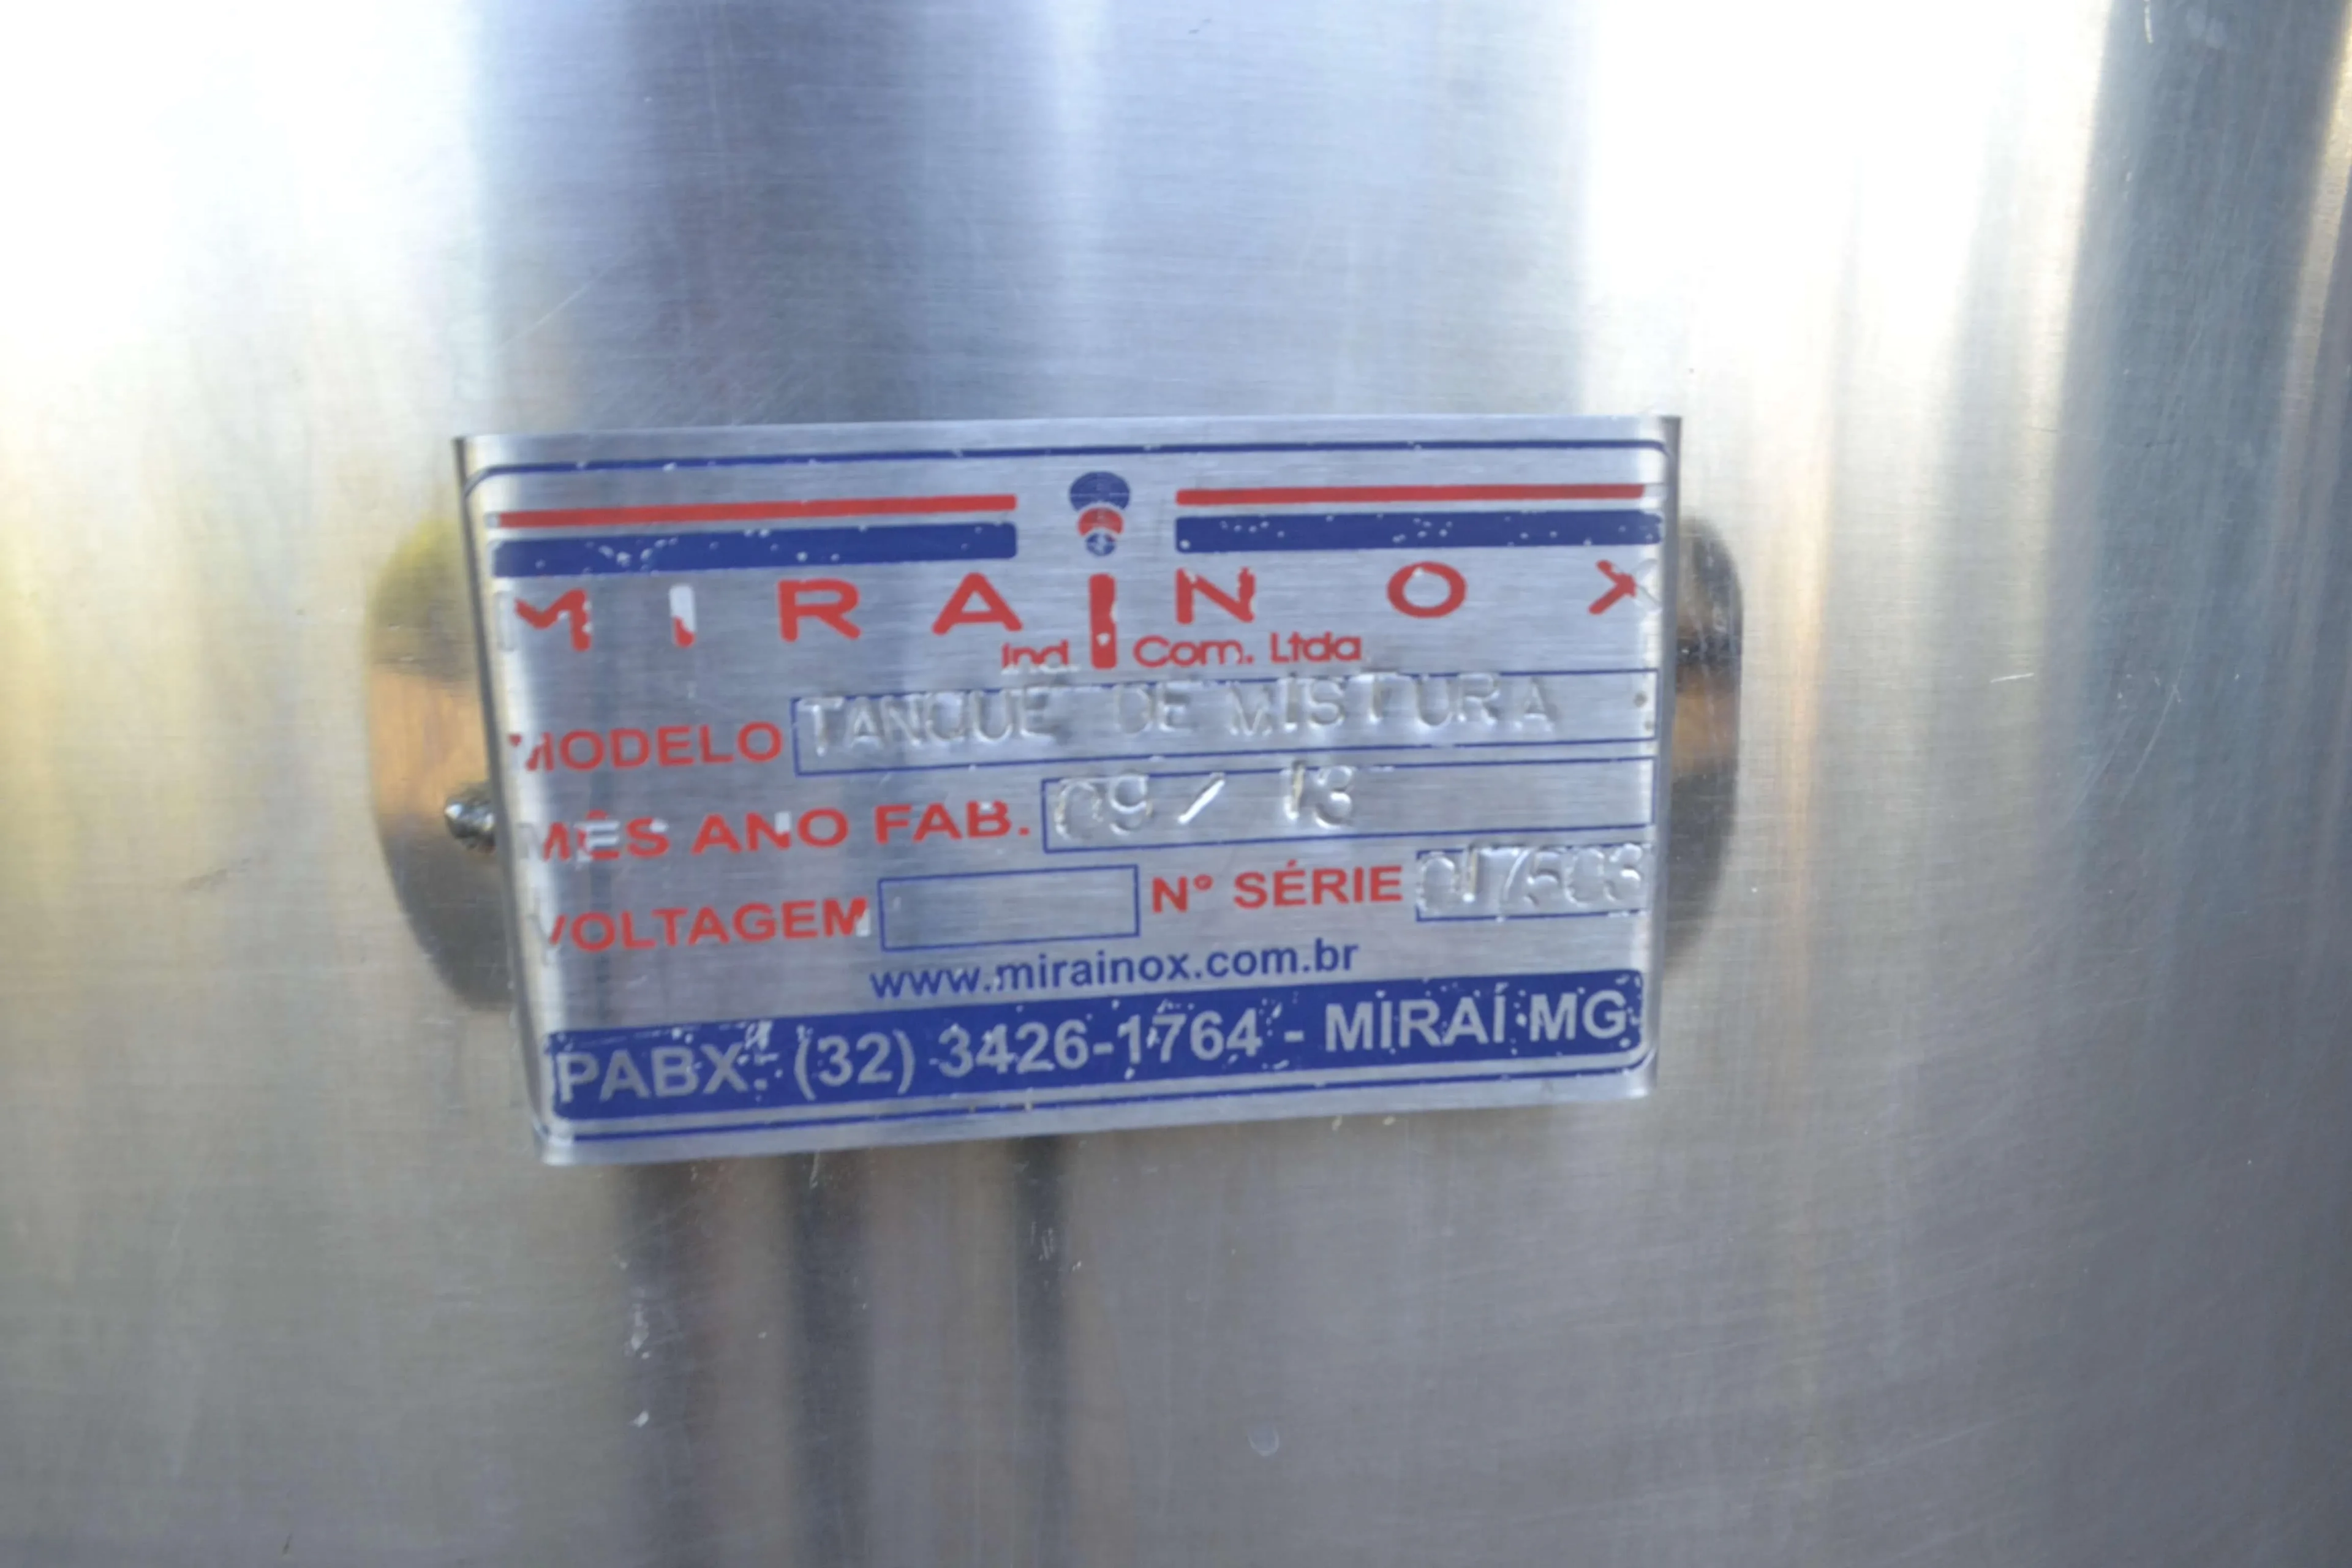 MIRAINOX
Ind. Com. Ltda
MODELO TANQUE DE MISTURA
MÊS ANO FAB. 09 / 13
VOLTAGEM Nº SÉRIE
www.mirainox.com.br
PABX: (32) 3426-1764 - MIRAÍ-MG